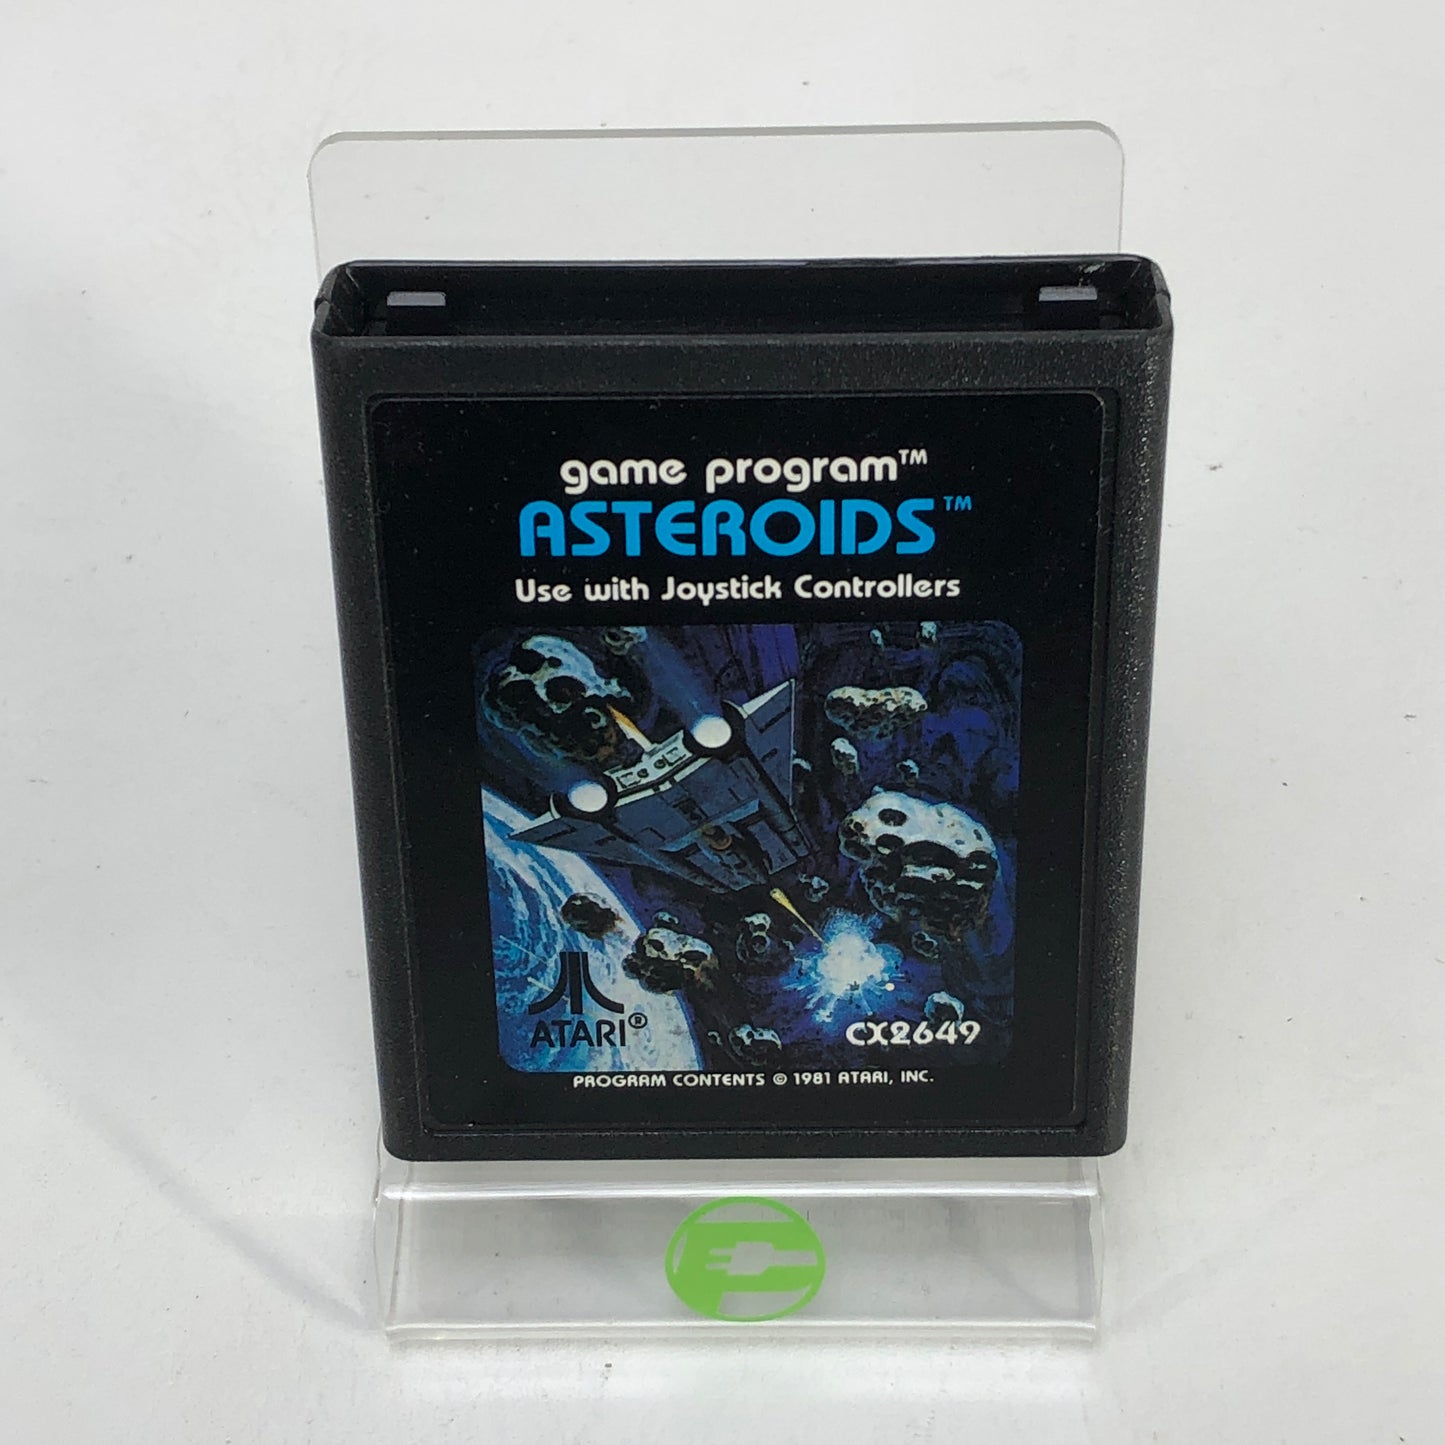 game program™
ASTEROIDS™
Use with Joystick Controllers
ATARI®
CX2649
PROGRAM CONTENTS © 1981 ATARI, INC.